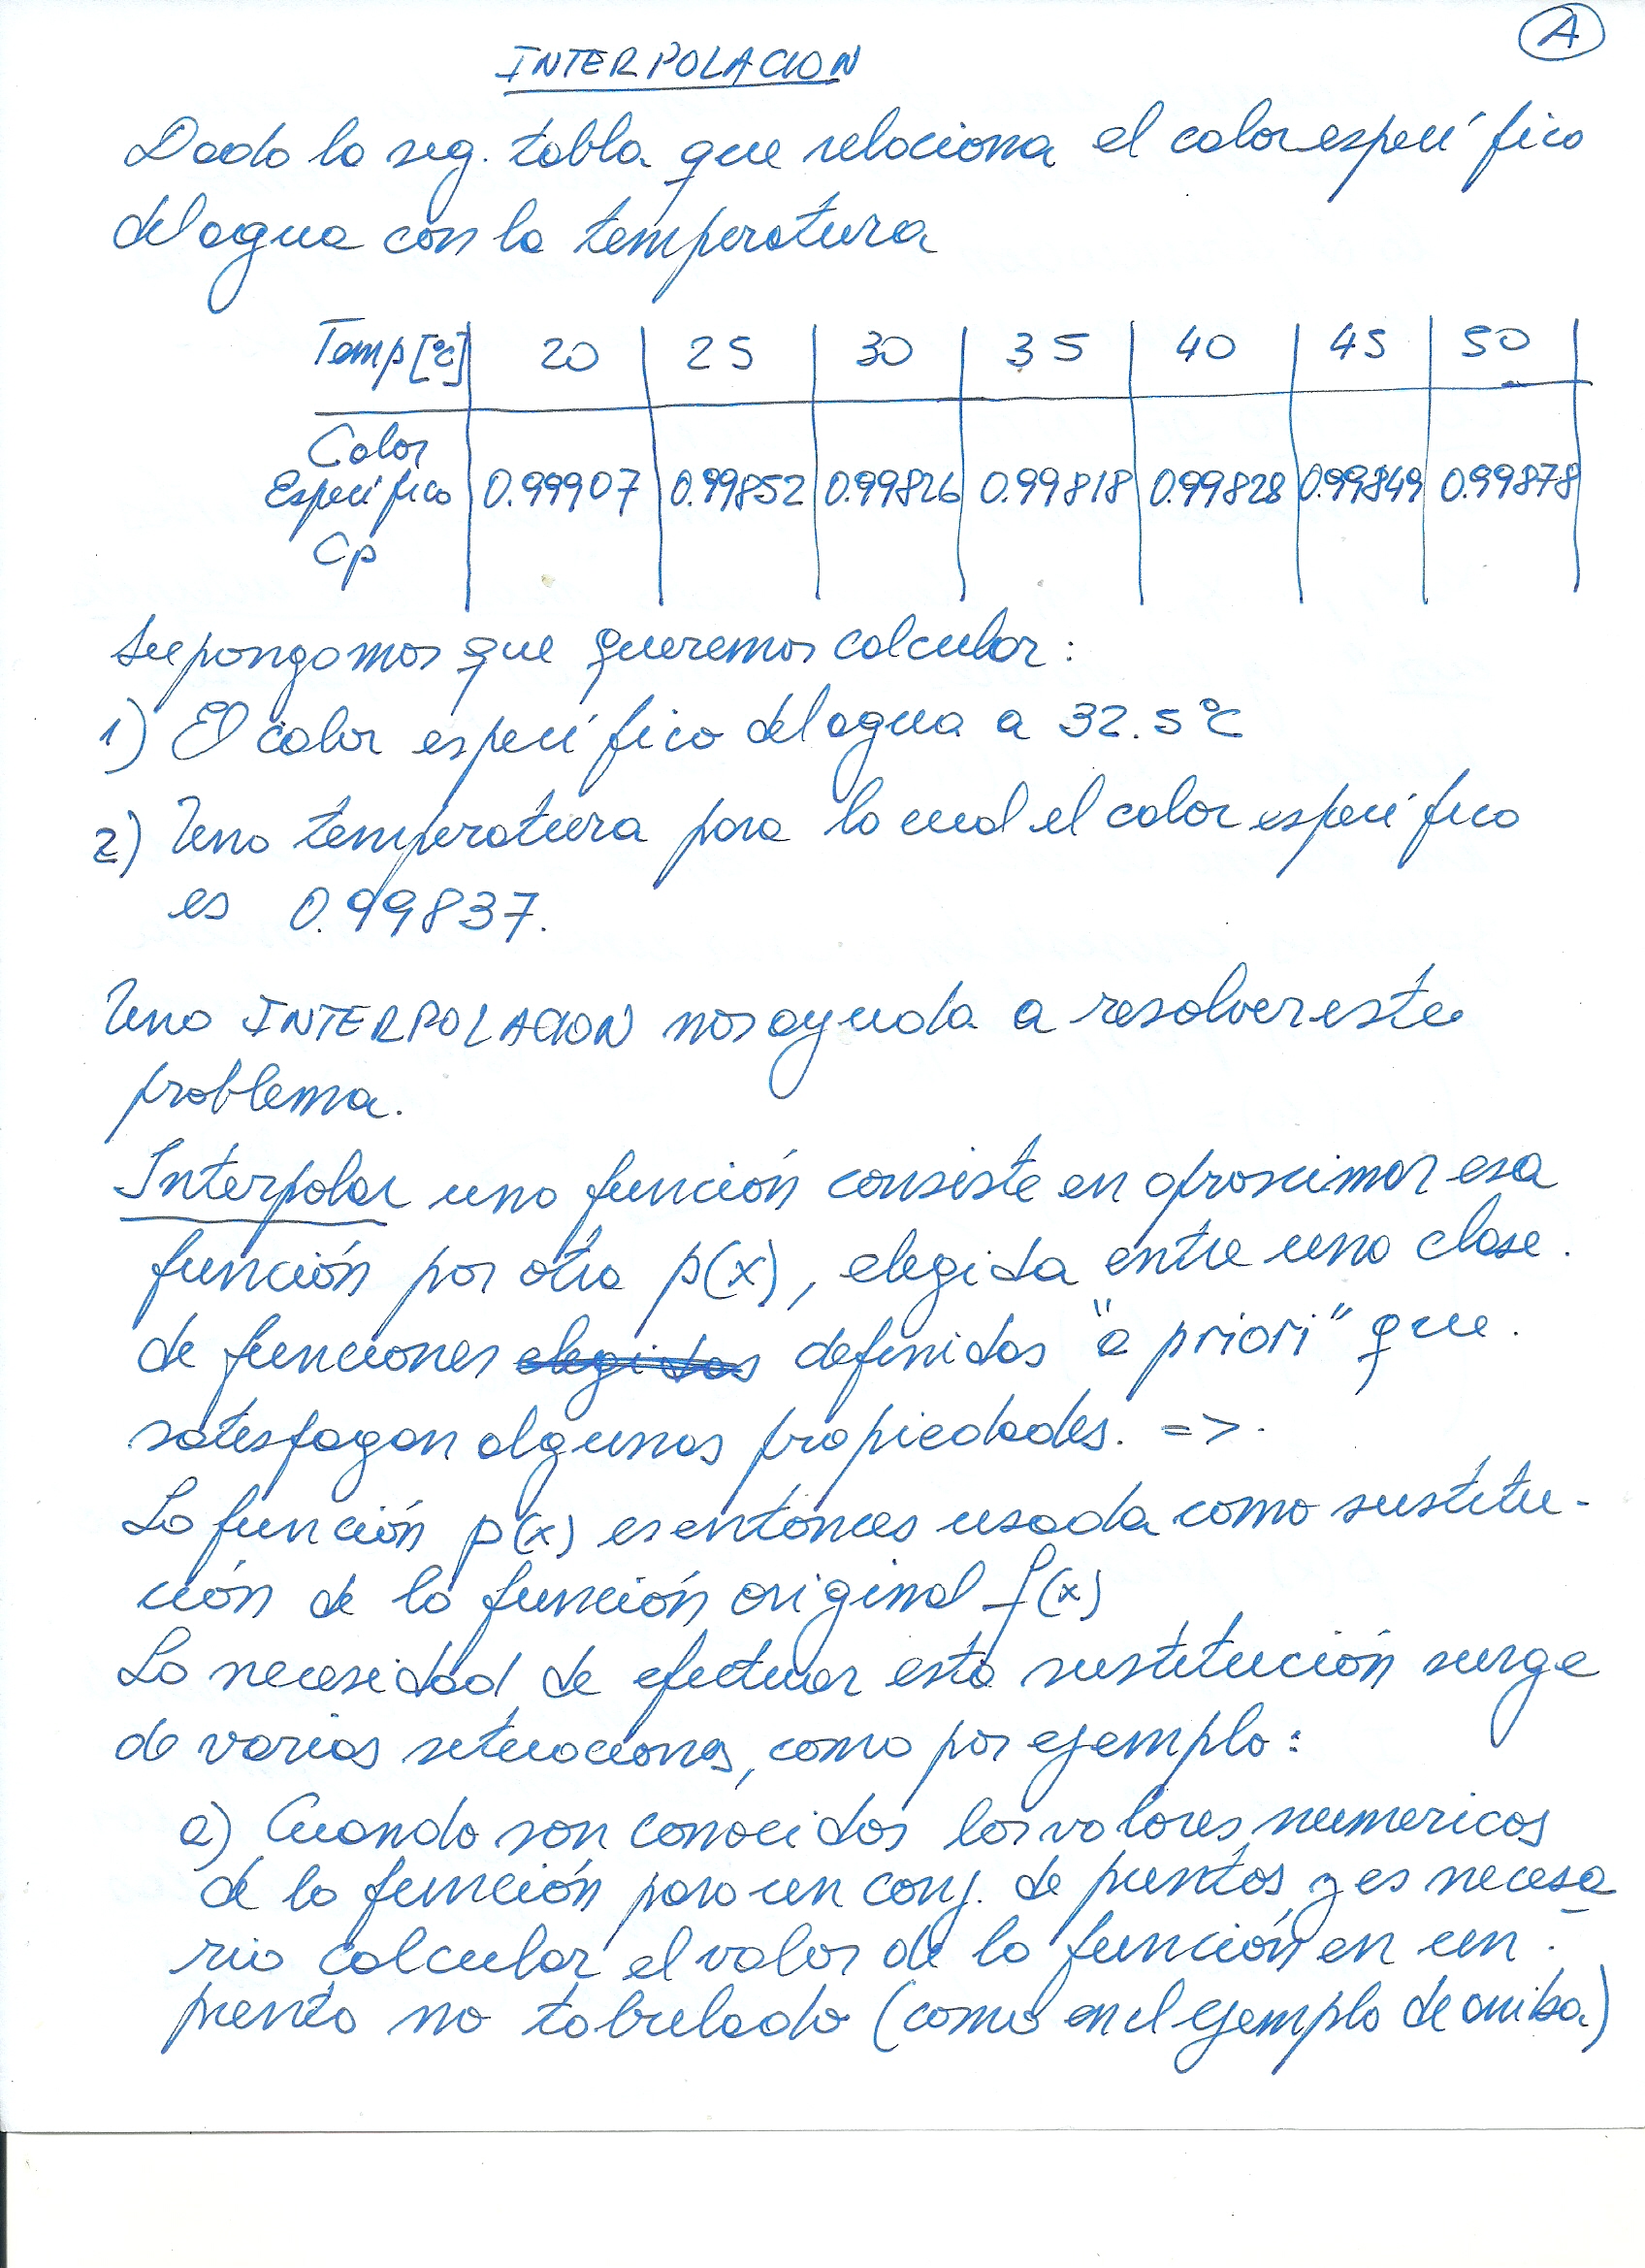 A
INTERPOLACION
Dado la seg. tabla que relaciona el calor específico
del agua con la temperatura
Temp [°C] 20 25 30 35 40 45 50
Calor
Específico 0.99907 0.99852 0.99826 0.99818 0.99828 0.99849 0.99878
Cp
Supongamos que queremos calcular:
1) El calor específico del agua a 32.5°C
2) Una temperatura para la cual el calor específico
es 0.99837.
Una INTERPOLACION nos ayuda a resolver este
problema.
Interpolar una función consiste en aproximar esa
función por otra p(x), elegida entre una clase
de funciones elegidas definidas "a priori" que
satisfagan algunas propiedades. =>
La función p(x) es entonces usada como sustitu-
ción de la función original f(x)
La necesidad de efectuar esta sustitución surge
de varias situaciones, como por ejemplo:
a) Cuando son conocidos los valores numericos
de la función para un conj. de puntos y es necesa
rio calcular el valor de la función en un
punto no tabulado (como en el ejemplo de arriba)